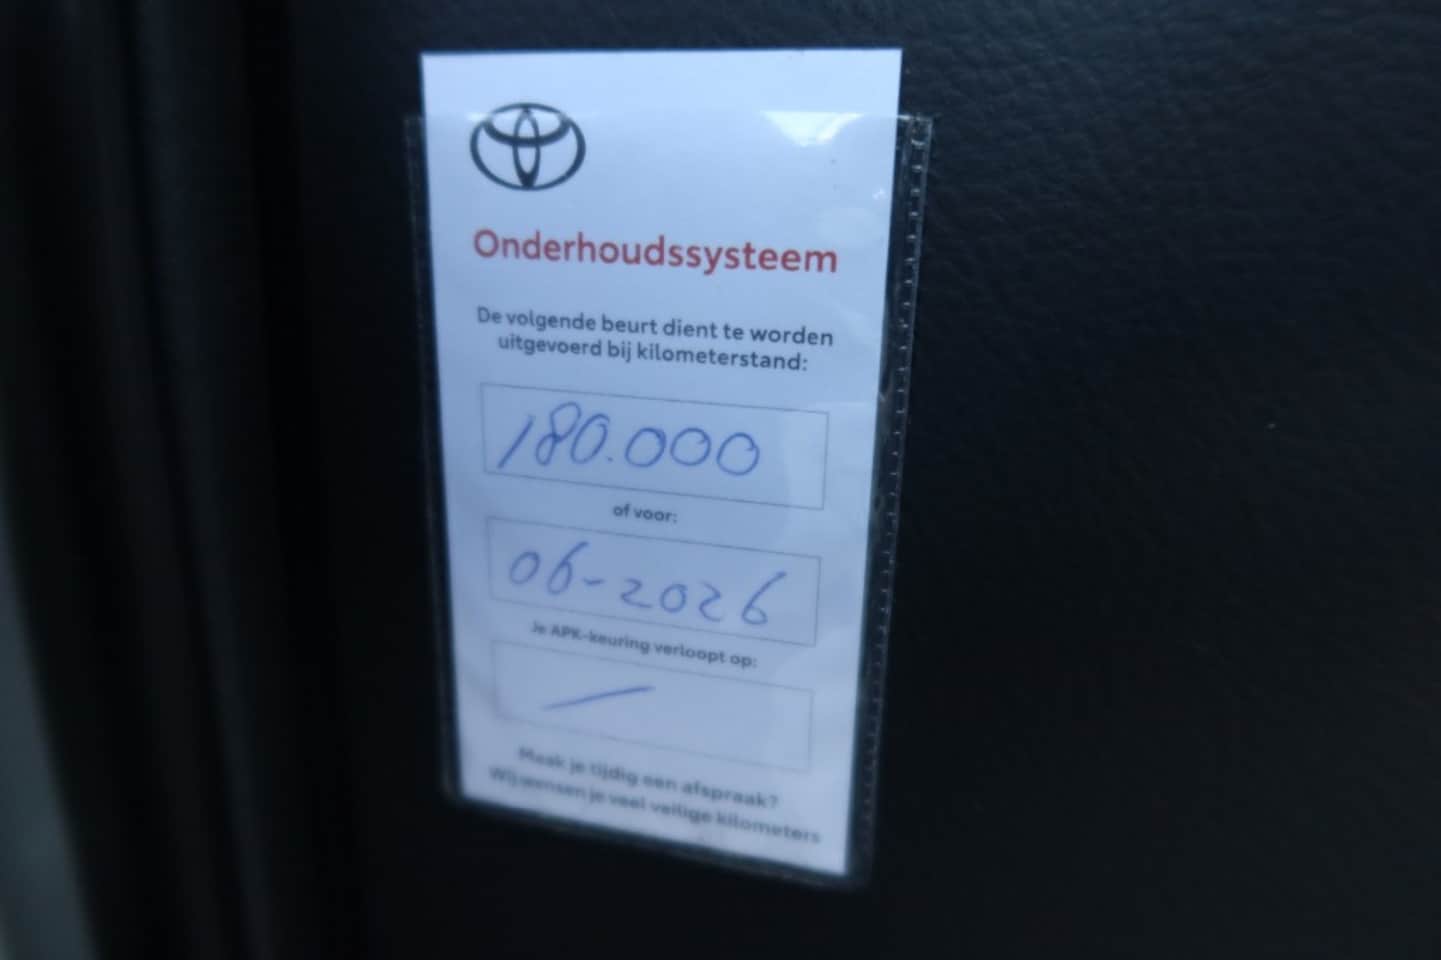 Onderhoudssysteem
De volgende beurt dient te worden
uitgevoerd bij kilometerstand:
180.000
of voor:
06-2026
Je APK-keuring verloopt op:
Maak je tijdig een afspraak?
Wij wensen je veel veilige kilometers